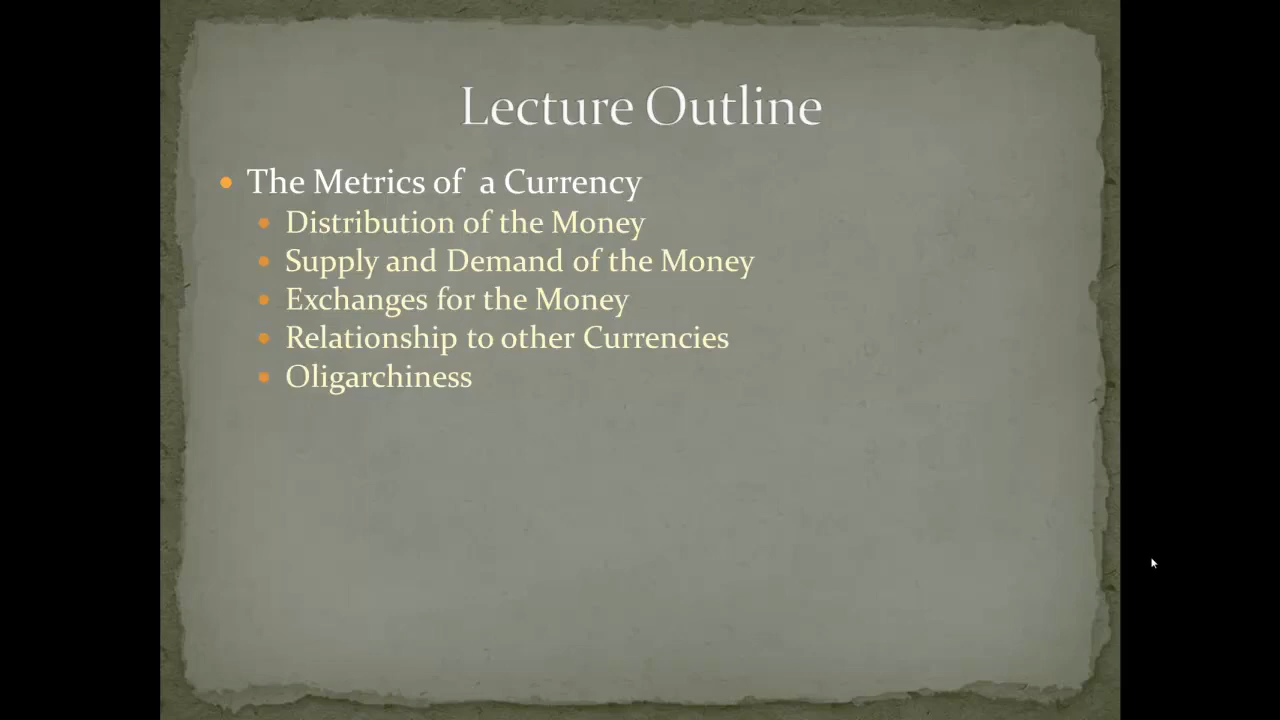 Lecture Outline
The Metrics of a Currency
Distribution of the Money
Supply and Demand of the Money
Exchanges for the Money
Relationship to other Currencies
Oligarchiness